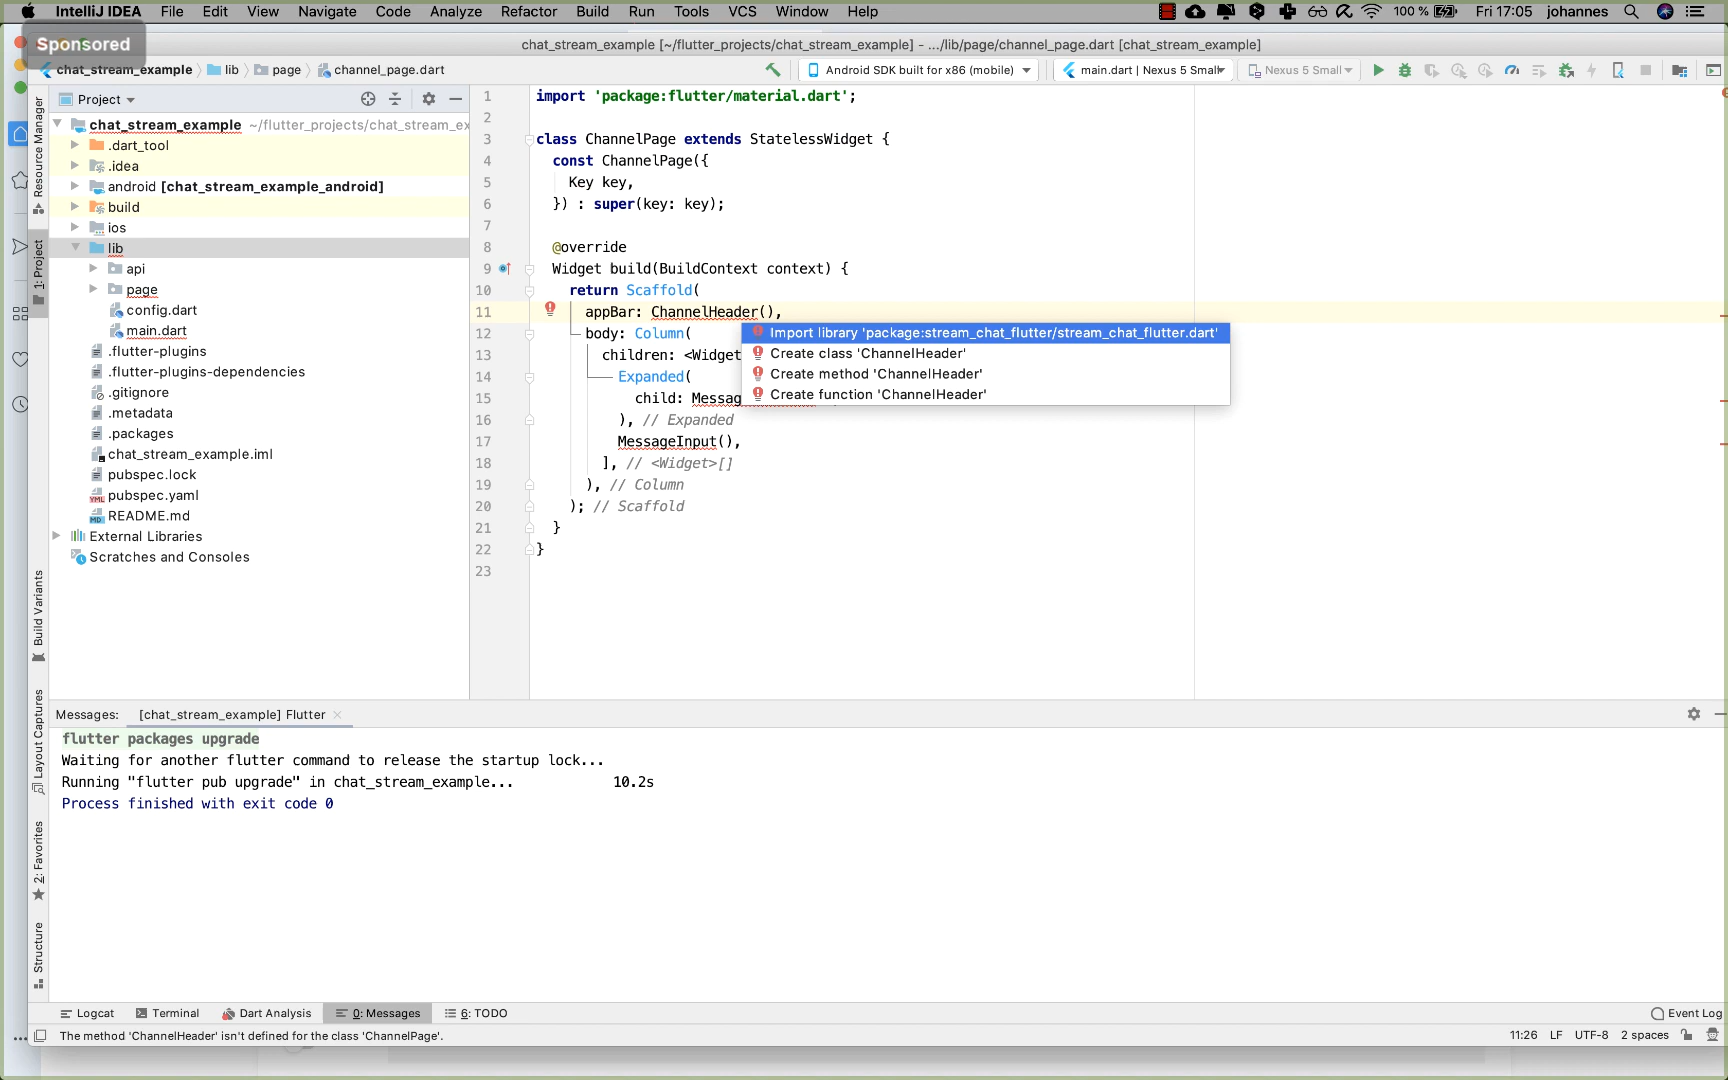 IntelliJ IDEA File Edit View Navigate Code Analyze Refactor Build Run Tools VCS Window Help 100 % Fri 17:05 johannes
Sponsored
chat_stream_example [~/flutter_projects/chat_stream_example] - .../lib/page/channel_page.dart [chat_stream_example]
chat_stream_example lib page channel_page.dart Android SDK built for x86 (mobile) main.dart | Nexus 5 Small Nexus 5 Small
Project
chat_stream_example ~/flutter_projects/chat_stream_ex
.dart_tool
.idea
android [chat_stream_example_android]
build
ios
lib
api
page
config.dart
main.dart
.flutter-plugins
.flutter-plugins-dependencies
.gitignore
.metadata
.packages
chat_stream_example.iml
pubspec.lock
pubspec.yaml
README.md
External Libraries
Scratches and Consoles
Resource Manager
1: Project
Build Variants
Layout Captures
2: Favorites
Structure
1 import 'package:flutter/material.dart';
2
3 class ChannelPage extends StatelessWidget {
4 const ChannelPage({
5 Key key,
6 }) : super(key: key);
7
8 @override
9 Widget build(BuildContext context) {
10 return Scaffold(
11 appBar: ChannelHeader(),
12 body: Column(
13 children: <Widget
14 Expanded(
15 child: Messag
16 ), // Expanded
17 MessageInput(),
18 ], // <Widget>[]
19 ), // Column
20 ); // Scaffold
21 }
22 }
23
Import library 'package:stream_chat_flutter/stream_chat_flutter.dart'
Create class 'ChannelHeader'
Create method 'ChannelHeader'
Create function 'ChannelHeader'
Messages: [chat_stream_example] Flutter
flutter packages upgrade
Waiting for another flutter command to release the startup lock...
Running "flutter pub upgrade" in chat_stream_example... 10.2s
Process finished with exit code 0
Logcat Terminal Dart Analysis 0: Messages 6: TODO Event Log
The method 'ChannelHeader' isn't defined for the class 'ChannelPage'. 11:26 LF UTF-8 2 spaces